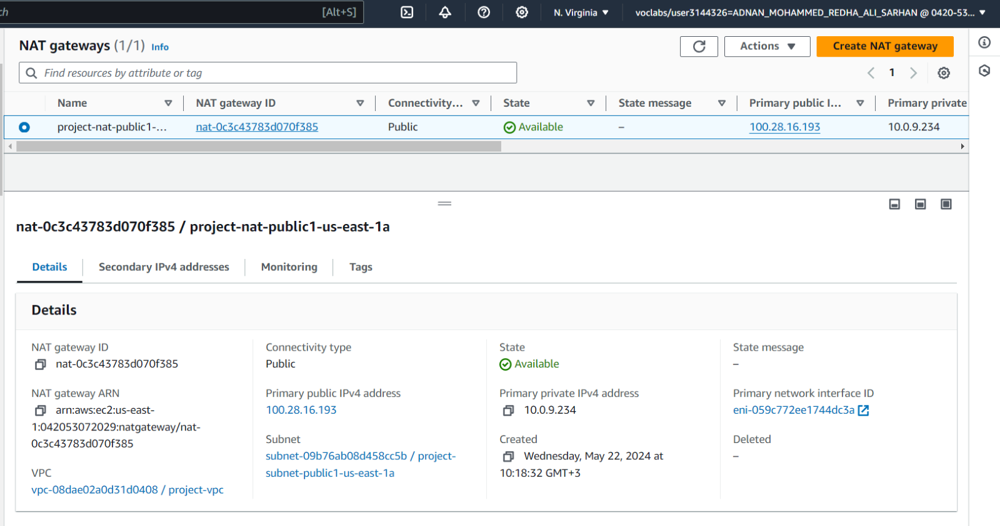 ch [Alt+S] N. Virginia voclabs/user3144326=ADNAN_MOHAMMED_REDHA_ALI_SARHAN @ 0420-53...
NAT gateways (1/1) Info Actions Create NAT gateway
Find resources by attribute or tag 1
Name NAT gateway ID Connectivity... State State message Primary public I... Primary private
project-nat-public1-... nat-0c3c43783d070f385 Public Available – 100.28.16.193 10.0.9.234
nat-0c3c43783d070f385 / project-nat-public1-us-east-1a
Details Secondary IPv4 addresses Monitoring Tags
Details
NAT gateway ID
nat-0c3c43783d070f385
NAT gateway ARN
arn:aws:ec2:us-east-
1:042053072029:natgateway/nat-
0c3c43783d070f385
VPC
vpc-08dae02a0d31d0408 / project-vpc
Connectivity type
Public
Primary public IPv4 address
100.28.16.193
Subnet
subnet-09b76ab08d458cc5b / project-
subnet-public1-us-east-1a
State
Available
Primary private IPv4 address
10.0.9.234
Created
Wednesday, May 22, 2024 at
10:18:32 GMT+3
State message
–
Primary network interface ID
eni-059c772ee1744dc3a
Deleted
–